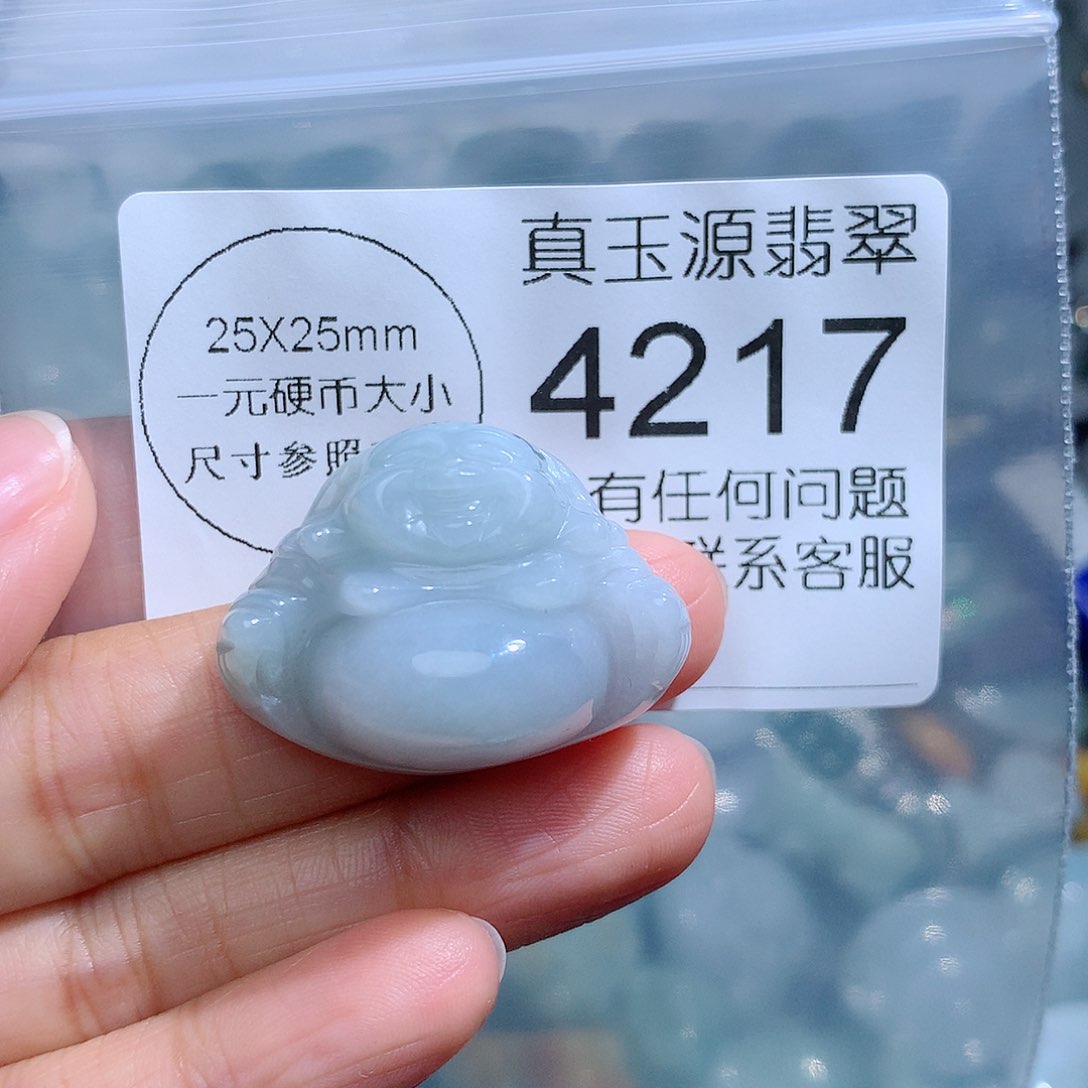 25X25mm
一元硬币大小
尺寸参照
真玉源翡翠
4217
有任何问题
联系客服